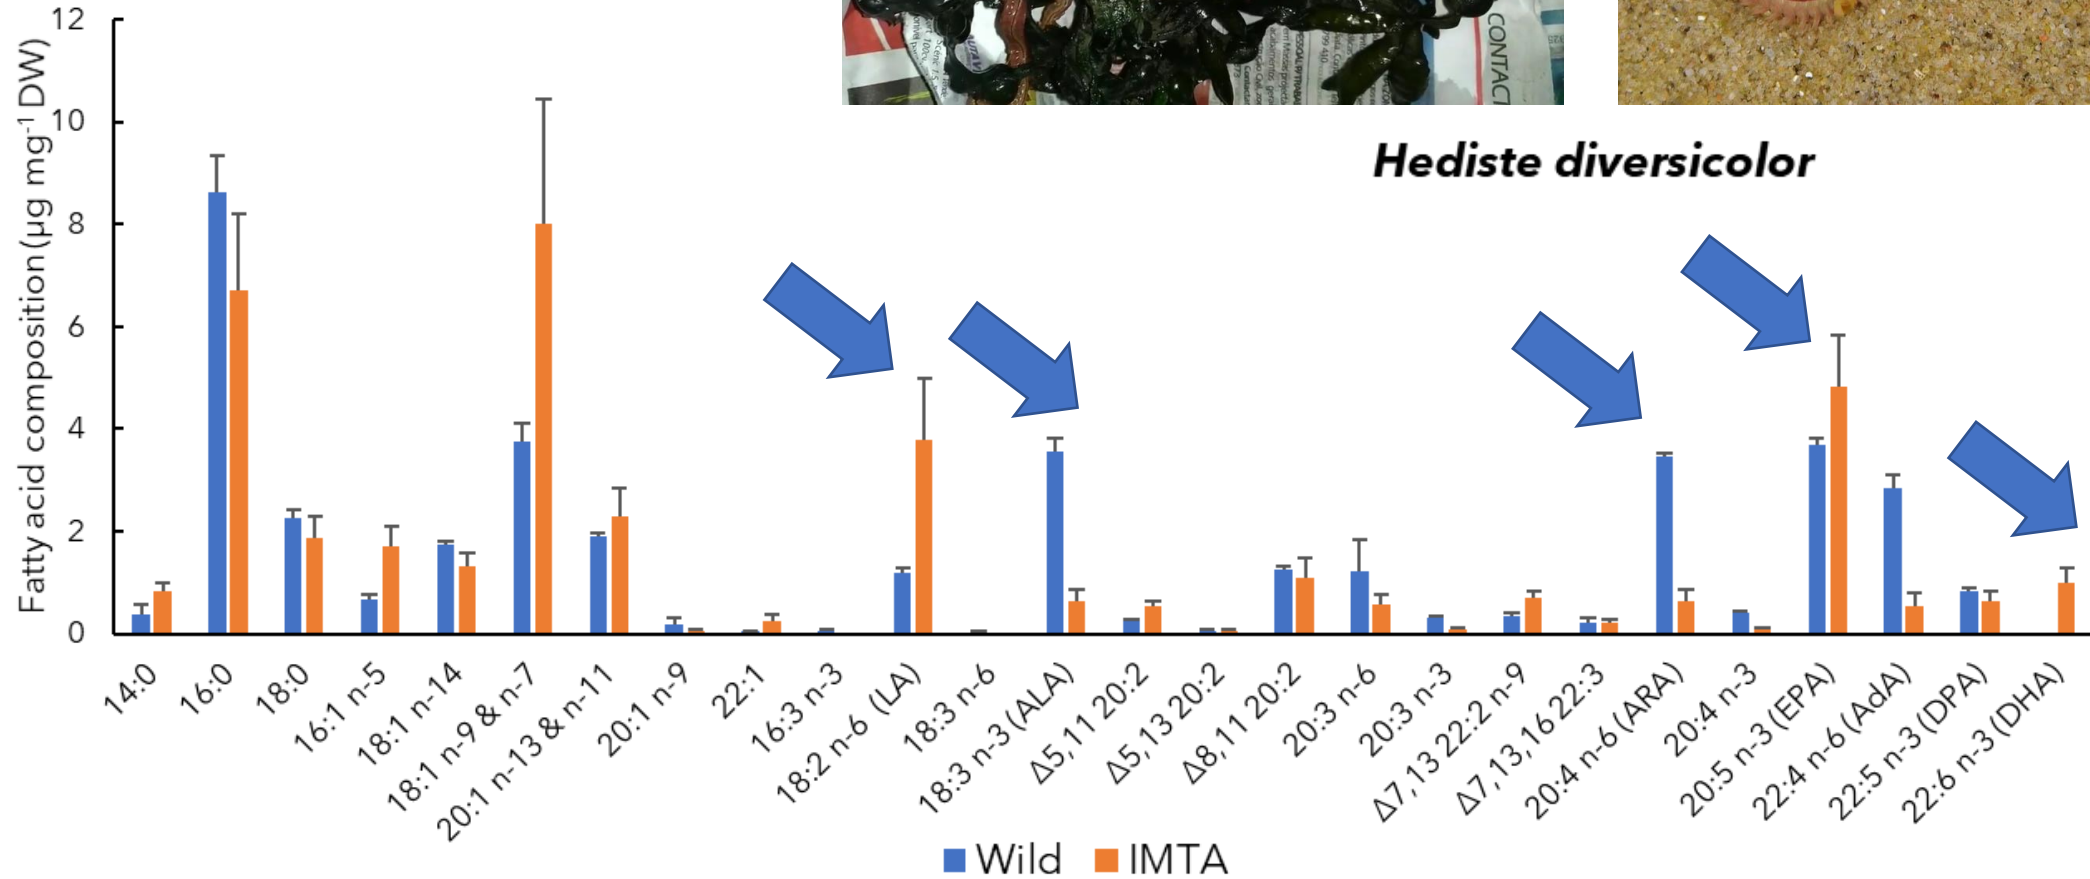 CONTACT
Hediste diversicolor
Fatty acid composition (µg mg-1 DW)
12
10
8
6
4
2
0
14:0
16:0
18:0
16:1 n-5
18:1 n-14
18:1 n-9 & n-7
20:1 n-13 & n-11
20:1 n-9
22:1
16:3 n-3
18:2 n-6 (LA)
18:3 n-6
18:3 n-3 (ALA)
Δ5,11 20:2
Δ5,13 20:2
Δ8,11 20:2
20:3 n-6
20:3 n-3
Δ7,13 22:2 n-9
Δ7,13,16 22:3
20:4 n-6 (ARA)
20:4 n-3
20:5 n-3 (EPA)
22:4 n-6 (AdA)
22:5 n-3 (DPA)
22:6 n-3 (DHA)
Wild
IMTA